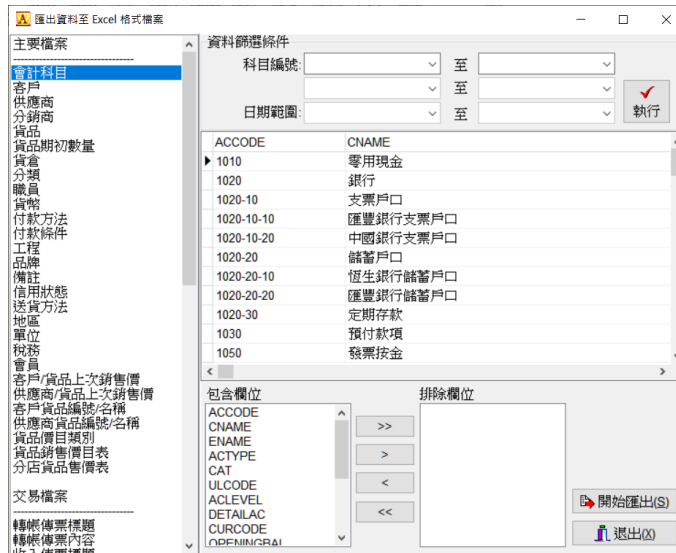 匯出資料至 Excel 格式檔案
主要檔案
會計科目
客戶
供應商
分銷商
貨品
貨品期初數量
貨倉
分類
職員
貨幣
付款方法
付款條件
工程
品牌
備註
信用狀態
送貨方法
地區
單位
稅務
會員
客戶/貨品上次銷售價
供應商/貨品上次銷售價
客戶貨品編號/名稱
供應商貨品編號/名稱
貨品價目類別
貨品銷售價目表
分店貨品售價表
交易檔案
轉帳傳票標題
轉帳傳票內容
收入傳票標題
資料篩選條件
科目編號: 至
至
日期範圍: 至
執行
ACCODE CNAME
1010 零用現金
1020 銀行
1020-10 支票戶口
1020-10-10 匯豐銀行支票戶口
1020-10-20 中國銀行支票戶口
1020-20 儲蓄戶口
1020-20-10 恆生銀行儲蓄戶口
1020-20-20 匯豐銀行儲蓄戶口
1020-30 定期存款
1030 預付款項
1050 發票按金
包含欄位
ACCODE
CNAME
ENAME
ACTYPE
CAT
ULCODE
ACLEVEL
DETAILAC
CURCODE
OPENINGBAL
>>
>
<
<<
排除欄位
開始匯出(S)
退出(X)